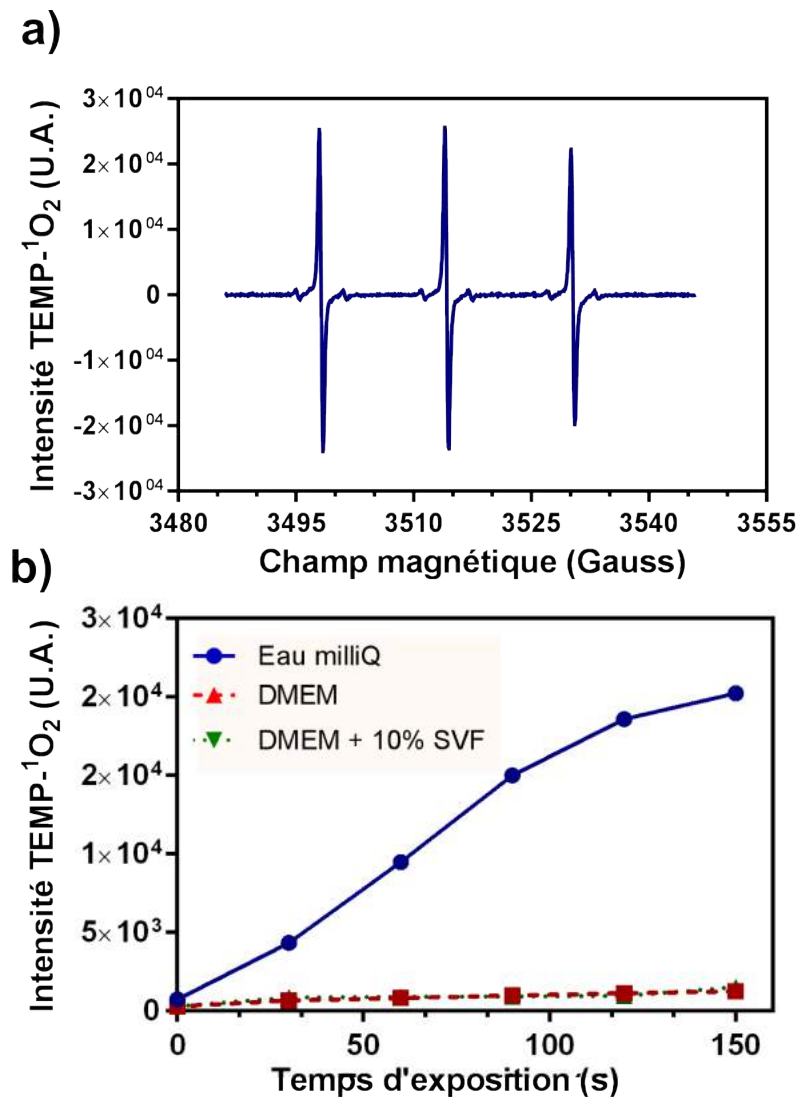 a)
Intensité TEMP-¹O₂ (U.A.)
3×10⁰⁴
2×10⁰⁴
1×10⁰⁴
0
-1×10⁰⁴
-2×10⁰⁴
-3×10⁰⁴
3480 3495 3510 3525 3540 3555
Champ magnétique (Gauss)
b)
Intensité TEMP-¹O₂ (U.A.)
3×10⁴
2×10⁴
2×10⁴
1×10⁴
5×10³
0
Eau milliQ
DMEM
DMEM + 10% SVF
0 50 100 150
Temps d'exposition (s)